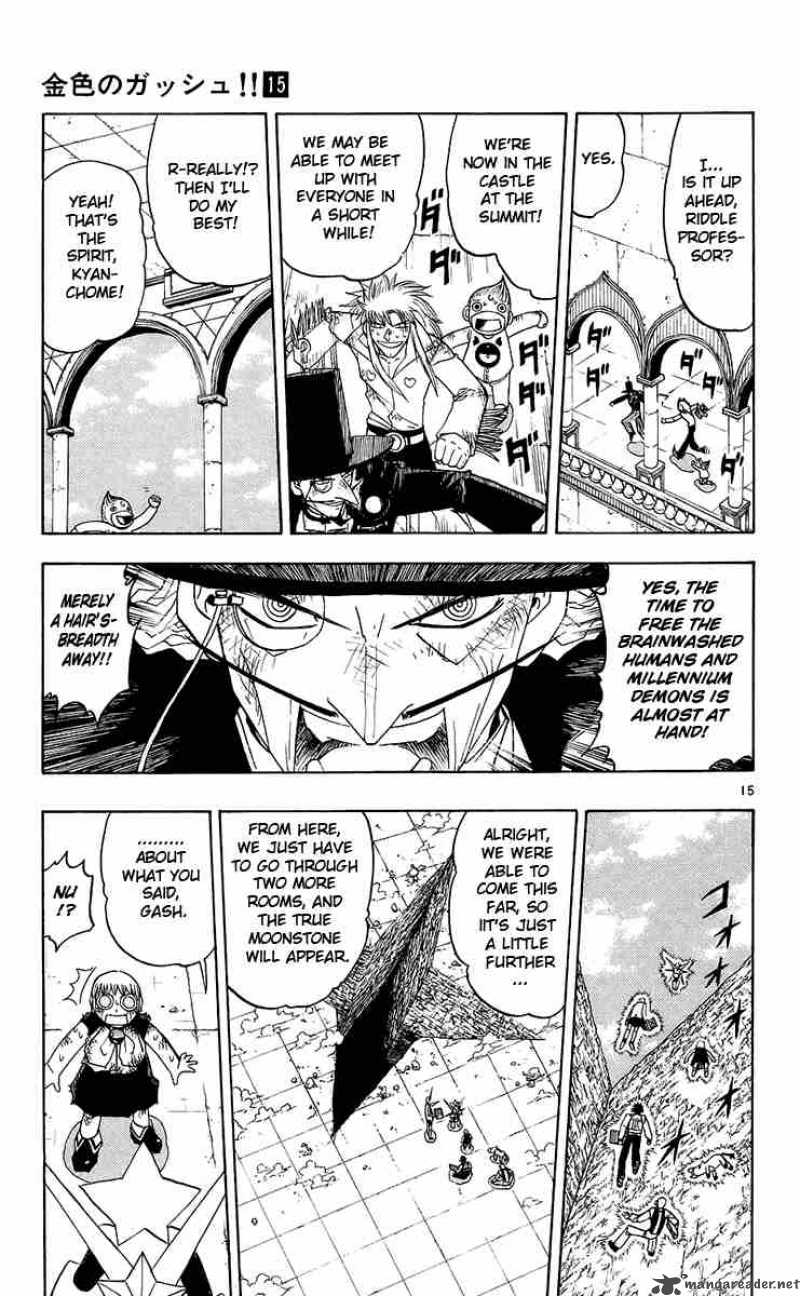 金色のガッシュ!! 15
I...
IS IT UP
AHEAD,
RIDDLE
PROFES-
SOR?
YES.
ダ
ダ
ダ
ダ
WE'RE
NOW IN THE
CASTLE
AT THE
SUMMIT!
WE MAY BE
ABLE TO MEET
UP WITH
EVERYONE IN
A SHORT
WHILE!
ダ
ダ
ダ
ダ
R-REALLY!?
THEN I'LL
DO MY
BEST!
YEAH!
THAT'S
THE
SPIRIT,
KYAN-
CHOME!
YES, THE
TIME TO
FREE THE
BRAINWASHED
HUMANS AND
MILLENNIUM
DEMONS IS
ALMOST AT
HAND!
MERELY
A HAIR'S-
BREADTH
AWAY!!
15
ゴオオ
ALRIGHT,
WE WERE
ABLE TO
COME THIS
FAR, SO
IIT'S JUST
A LITTLE
FURTHER
...
FROM HERE,
WE JUST HAVE
TO GO THROUGH
TWO MORE
ROOMS, AND
THE TRUE
MOONSTONE
WILL APPEAR.
.........
ABOUT
WHAT YOU
SAID,
GASH.
NU
!?
mangareader.net